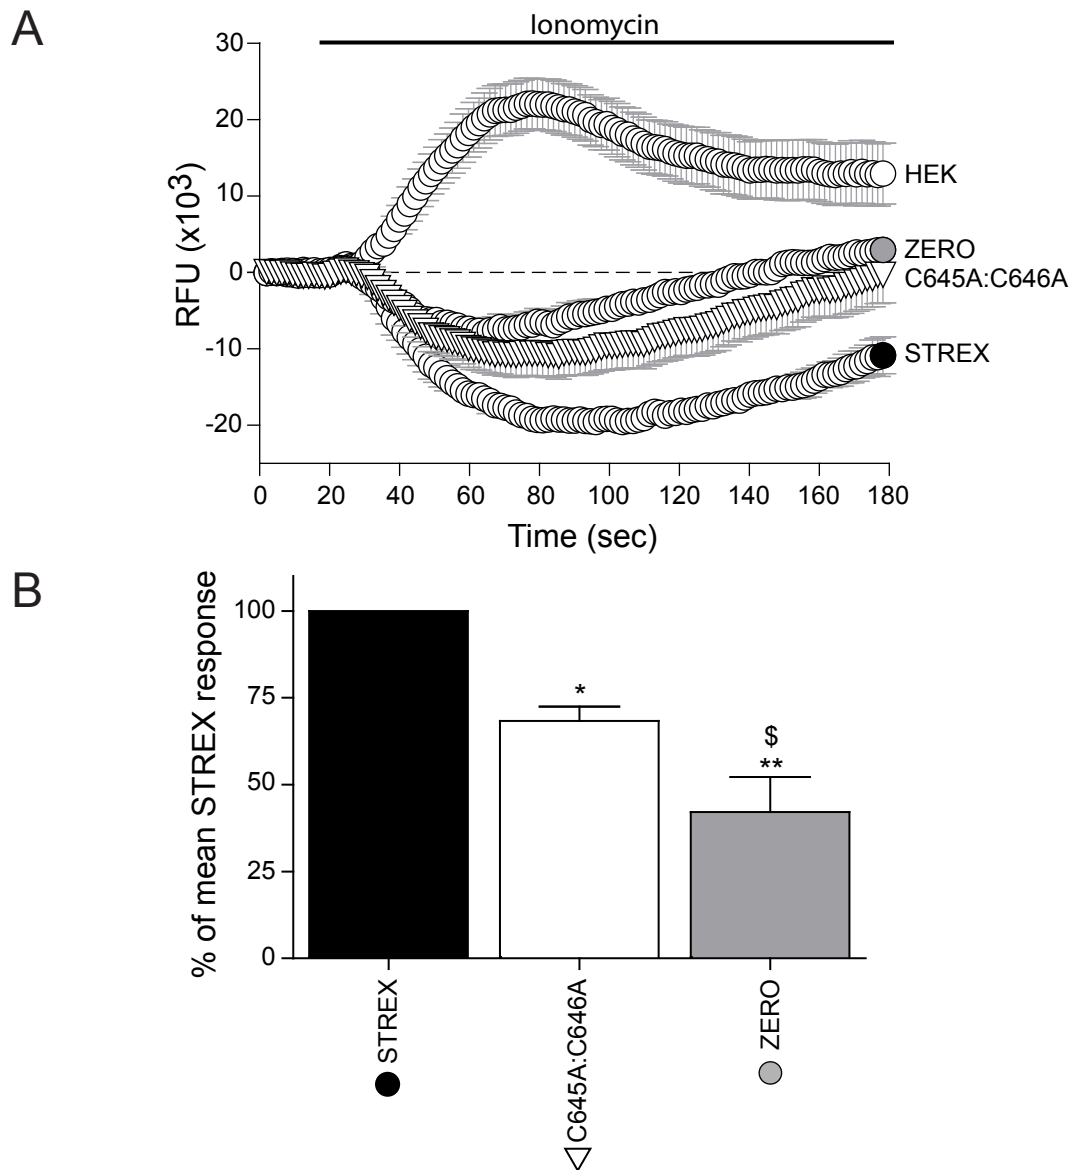 A
Ionomycin
RFU (x10³)
30
20
10
0
-10
-20
HEK
ZERO
C645A:C646A
STREX
0 20 40 60 80 100 120 140 160 180
Time (sec)
B
% of mean STREX response
100
75
50
25
0
*
$
**
STREX
C645A:C646A
ZERO